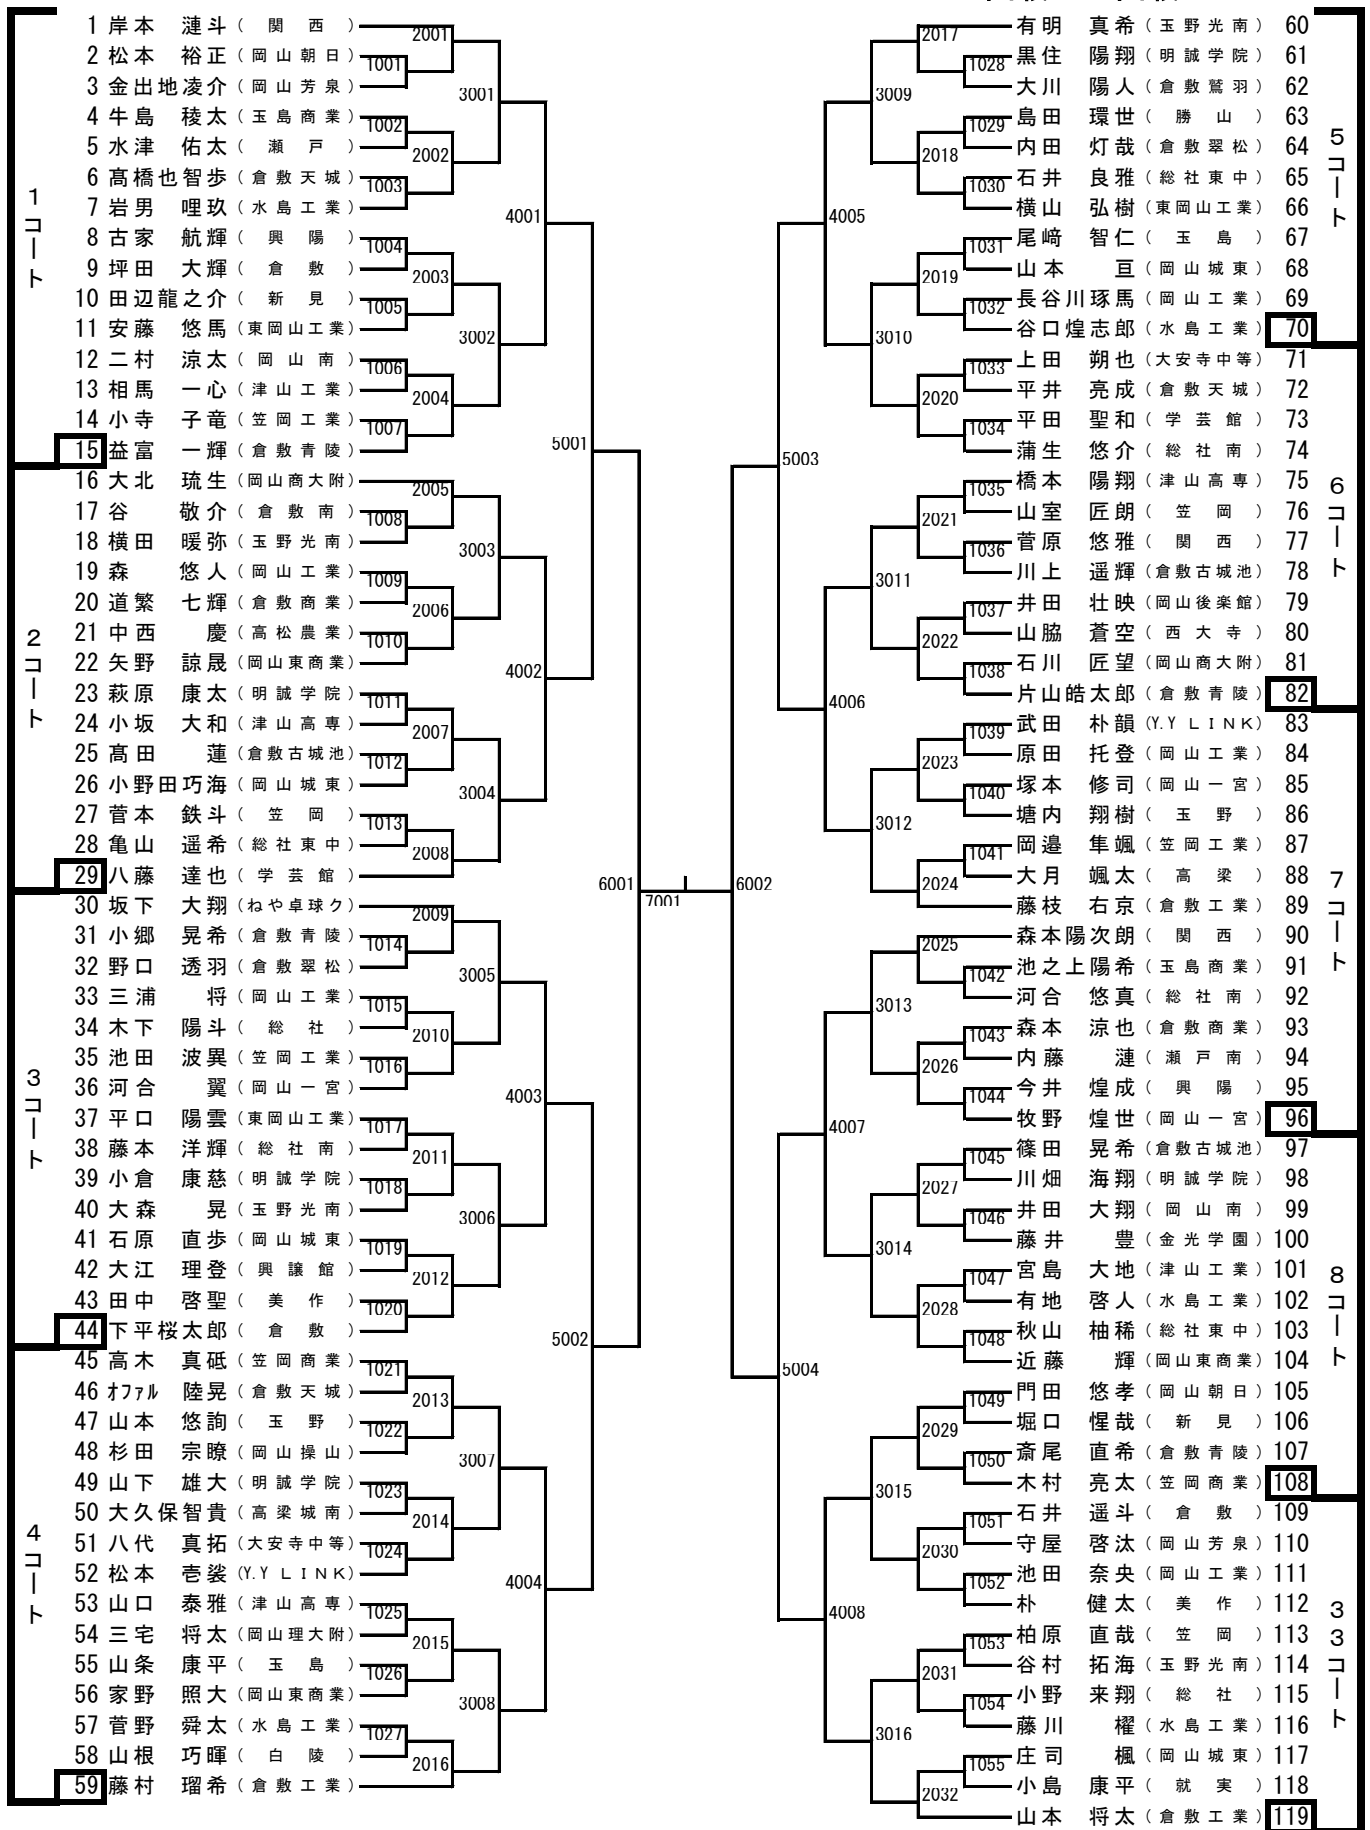 1 岸本 漣斗 (関西)
2 松本 裕正 (岡山朝日)
3 金出地凌介 (岡山芳泉)
4 牛島 稜太 (玉島商業)
5 水津 佑太 (瀬戸)
6 髙橋也智歩 (倉敷天城)
7 岩男 哩玖 (水島工業)
8 古家 航輝 (興陽)
9 坪田 大輝 (倉敷)
10 田辺龍之介 (新見)
11 安藤 悠馬 (東岡山工業)
12 二村 涼太 (岡山南)
13 相馬 一心 (津山工業)
14 小寺 子竜 (笠岡工業)
15 益富 一輝 (倉敷青陵)
1コート
16 大北 琉生 (岡山商大附)
17 谷 敬介 (倉敷南)
18 横田 暖弥 (玉野光南)
19 森 悠人 (岡山工業)
20 道繁 七輝 (倉敷商業)
21 中西 慶 (高松農業)
22 矢野 諒晟 (岡山東商業)
23 萩原 康太 (明誠学院)
24 小坂 大和 (津山高専)
25 髙田 蓮 (倉敷古城池)
26 小野田巧海 (岡山城東)
27 菅本 鉄斗 (笠岡)
28 亀山 遥希 (総社東中)
29 八藤 達也 (学芸館)
2コート
30 坂下 大翔 (ねや卓球ク)
31 小郷 晃希 (倉敷青陵)
32 野口 透羽 (倉敷翠松)
33 三浦 将 (岡山工業)
34 木下 陽斗 (総社)
35 池田 波異 (笠岡工業)
36 河合 翼 (岡山一宮)
37 平口 陽雲 (東岡山工業)
38 藤本 洋輝 (総社南)
39 小倉 康慈 (明誠学院)
40 大森 晃 (玉野光南)
41 石原 直歩 (岡山城東)
42 大江 理登 (興譲館)
43 田中 啓聖 (美作)
44 下平桜太郎 (倉敷)
3コート
45 高木 真砥 (笠岡商業)
46 オファル 陸晃 (倉敷天城)
47 山本 悠詢 (玉野)
48 杉田 宗瞭 (岡山操山)
49 山下 雄大 (明誠学院)
50 大久保智貴 (高梁城南)
51 八代 真拓 (大安寺中等)
52 松本 壱袋 (Y.Y LINK)
53 山口 泰雅 (津山高専)
54 三宅 将太 (岡山理大附)
55 山条 康平 (玉島)
56 家野 照大 (岡山東商業)
57 菅野 舜太 (水島工業)
58 山根 巧暉 (白陵)
59 藤村 瑠希 (倉敷工業)
4コート
2001
1001
3001
1002
2002
1003
4001
1004
2003
1005
3002
1006
2004
1007
5001
2005
1008
3003
1009
2006
1010
4002
1011
2007
1012
3004
1013
2008
6001
7001
2009
1014
3005
1015
2010
1016
4003
1017
2011
1018
3006
1019
2012
1020
5002
1021
2013
1022
3007
1023
2014
1024
4004
1025
2015
1026
3008
1027
2016
2017
1028
3009
1029
2018
1030
4005
1031
2019
1032
3010
1033
2020
1034
5003
1035
2021
1036
3011
1037
2022
1038
4006
1039
2023
1040
3012
1041
2024
6002
2025
1042
3013
1043
2026
1044
4007
1045
2027
1046
3014
1047
2028
1048
5004
1049
2029
1050
3015
1051
2030
1052
4008
1053
2031
1054
3016
1055
2032
有明 真希 (玉野光南) 60
黒住 陽翔 (明誠学院) 61
大川 陽人 (倉敷鷲羽) 62
島田 環世 (勝山) 63
内田 灯哉 (倉敷翠松) 64
石井 良雅 (総社東中) 65
横山 弘樹 (東岡山工業) 66
尾﨑 智仁 (玉島) 67
山本 亘 (岡山城東) 68
長谷川琢馬 (岡山工業) 69
谷口煌志郎 (水島工業) 70
5コート
上田 朔也 (大安寺中等) 71
平井 亮成 (倉敷天城) 72
平田 聖和 (学芸館) 73
蒲生 悠介 (総社南) 74
橋本 陽翔 (津山高専) 75
山室 匠朗 (笠岡) 76
菅原 悠雅 (関西) 77
川上 遥輝 (倉敷古城池) 78
井田 壮映 (岡山後楽館) 79
山脇 蒼空 (西大寺) 80
石川 匠望 (岡山商大附) 81
片山皓太郎 (倉敷青陵) 82
6コート
武田 朴韻 (Y.Y LINK) 83
原田 托登 (岡山工業) 84
塚本 修司 (岡山一宮) 85
塘内 翔樹 (玉野) 86
岡邉 隼颯 (笠岡工業) 87
大月 颯太 (高梁) 88
藤枝 右京 (倉敷工業) 89
森本陽次朗 (関西) 90
池之上陽希 (玉島商業) 91
河合 悠真 (総社南) 92
森本 涼也 (倉敷商業) 93
内藤 漣 (瀬戸南) 94
今井 煌成 (興陽) 95
牧野 煌世 (岡山一宮) 96
7コート
篠田 晃希 (倉敷古城池) 97
川畑 海翔 (明誠学院) 98
井田 大翔 (岡山南) 99
藤井 豊 (金光学園) 100
宮島 大地 (津山工業) 101
有地 啓人 (水島工業) 102
秋山 柚稀 (総社東中) 103
近藤 輝 (岡山東商業) 104
門田 悠孝 (岡山朝日) 105
堀口 惺哉 (新見) 106
斎尾 直希 (倉敷青陵) 107
木村 亮太 (笠岡商業) 108
8コート
石井 遥斗 (倉敷) 109
守屋 啓汰 (岡山芳泉) 110
池田 奈央 (岡山工業) 111
朴 健太 (美作) 112
柏原 直哉 (笠岡) 113
谷村 拓海 (玉野光南) 114
小野 来翔 (総社) 115
藤川 櫂 (水島工業) 116
庄司 楓 (岡山城東) 117
小島 康平 (就実) 118
山本 将太 (倉敷工業) 119
33コート